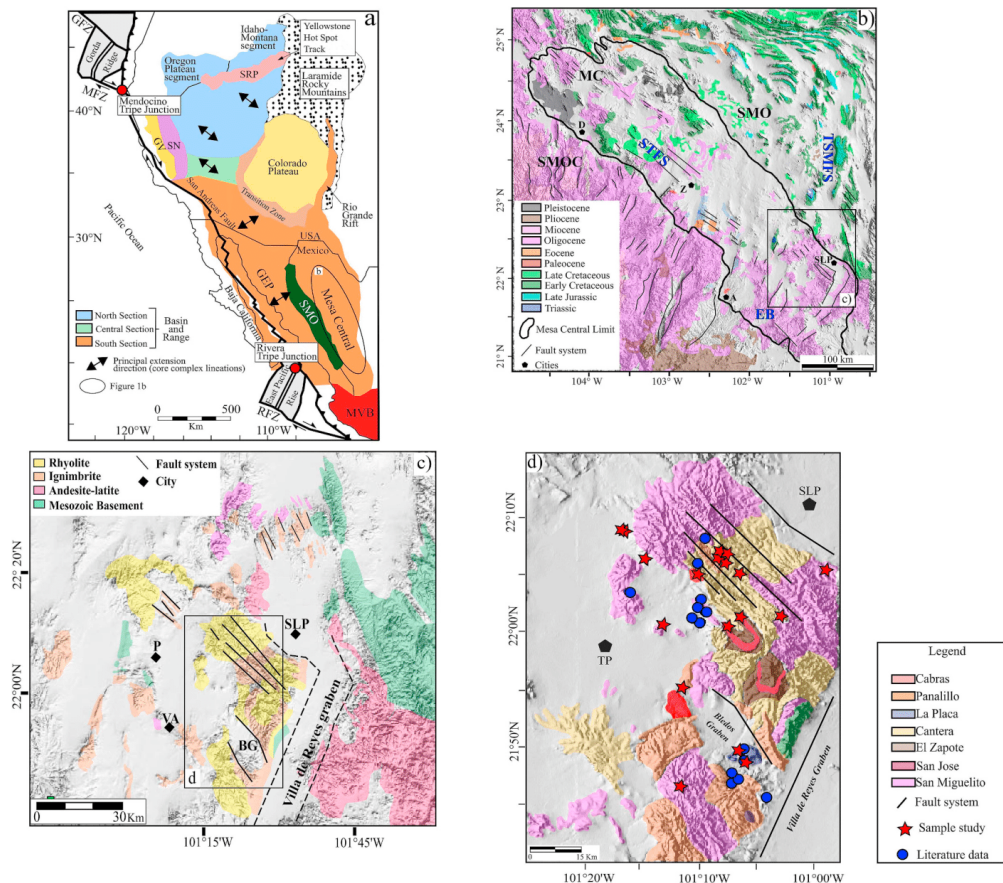 a
GFZ
Gorda
Ridge
MFZ
40°N
Mendocino
Tripe Junction
Oregon
Plateau
segment
Idaho-
Montana
segment
SRP
Yellowstone
Hot Spot
Track
Laramide
Rocky
Mountains
GV
SN
Colorado
Plateau
San Andreas Fault
Transition Zone
Rio
Grande
Rift
Pacific Ocean
30°N
USA
Mexico
GEP
SMO
b
Mesa Central
Baja California
North Section
Central Section
South Section
Basin
and
Range
Principal extension
direction (core complex lineations)
Figure 1b
Rivera
Tripe Junction
East Pacific
Rise
RFZ
MVB
0 500
Km
120°W
110°W
b)
25° N
24° N
23° N
22° N
21° N
MC
D
SMO
SMOC
STFS
Z
TSMFS
SLP
c)
A
EB
Pleistocene
Pliocene
Miocene
Oligocene
Eocene
Paleocene
Late Cretaceous
Early Cretaceous
Late Jurassic
Triassic
Mesa Central Limit
Fault system
Cities
100 km
104° W
103° W
102° W
101° W
c)
Rhyolite
Ignimbrite
Andesite-latite
Mesozoic Basement
Fault system
City
22°20'N
22°00'N
P
SLP
VA
BG
d
Villa de Reyes graben
0 30Km
101°15'W
101°45'W
d)
22°10'N
22°00'N
21°50'N
SLP
TP
Bledos
Graben
Villa de Reyes Graben
0 15 Km
101°20'W
101°10'W
101°00'W
Legend
Cabras
Panalillo
La Placa
Cantera
El Zapote
San Jose
San Miguelito
Fault system
Sample study
Literature data